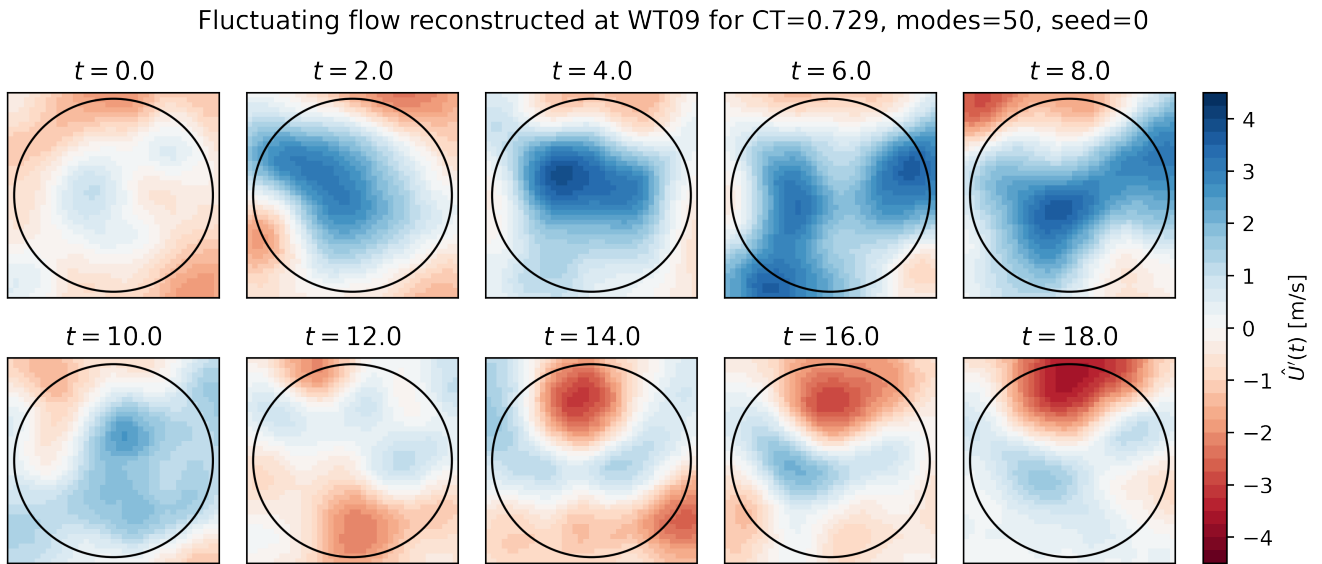 Fluctuating flow reconstructed at WT09 for CT=0.729, modes=50, seed=0
t = 0.0
t = 2.0
t = 4.0
t = 6.0
t = 8.0
t = 10.0
t = 12.0
t = 14.0
t = 16.0
t = 18.0
4
3
2
1
0
−1
−2
−3
−4
Û′(t) [m/s]